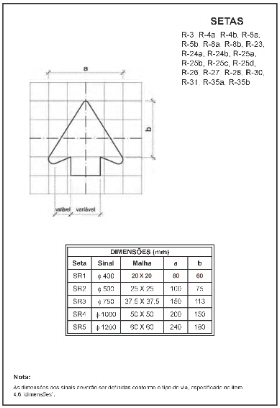 SETAS
R-3 R-4a R-4b, R-5a,
R-5b R-8a R-8b, R-23,
R-24a, R-24b, R-25a,
R-25b, R-25c, R-25d,
R-26 R-27 R-28 R-30,
R-31 R-35a, R-35b
a
b
variável variável
DIMENSÕES (mm)
Seta Sinal Malha a b
SR1 ϕ 400 20 X 20 80 60
SR2 ϕ 500 25 X 25 100 75
SR3 ϕ 750 37.5 X 37.5 150 113
SR4 ϕ 1000 50 X 50 200 150
SR5 ϕ 1200 60 X 60 240 180
Nota:
As dimensões dos sinais deverão ser definidas conforme o tipo de via, especificado no item
4.6 "dimensões".